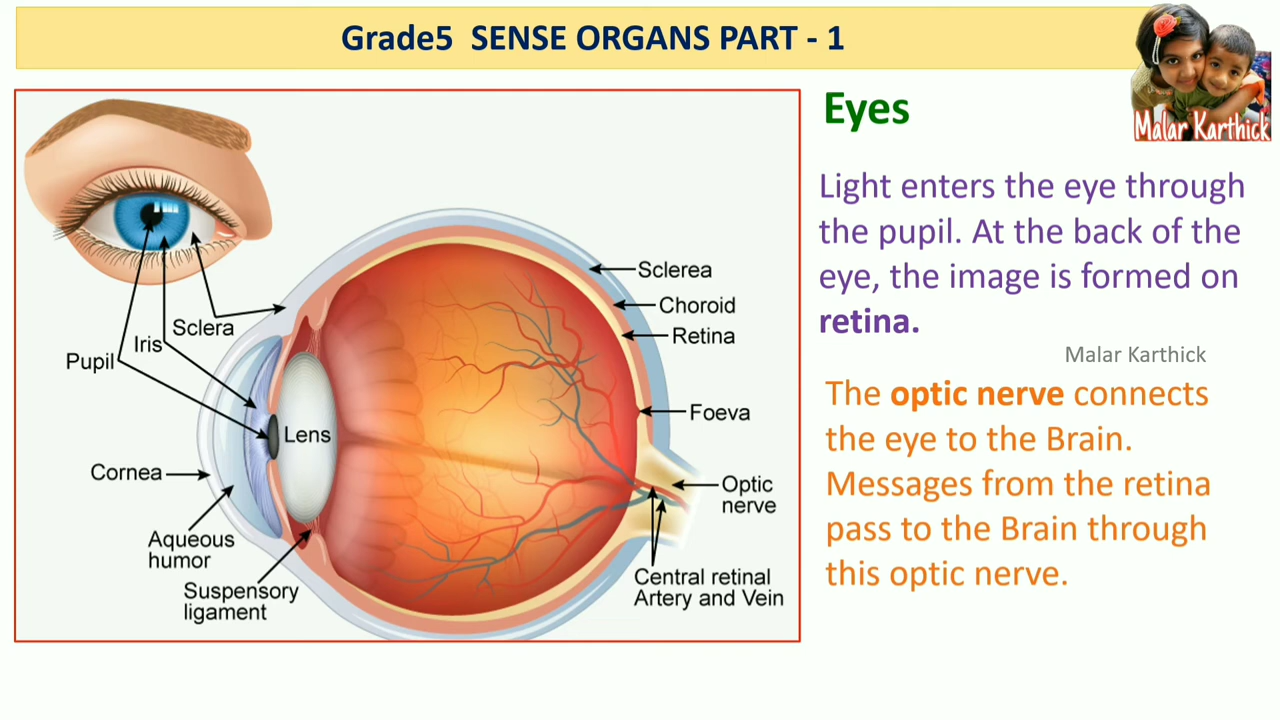 Grade5 SENSE ORGANS PART - 1
Malar Karthick
Eyes
Light enters the eye through
the pupil. At the back of the
eye, the image is formed on
retina.
Malar Karthick
The optic nerve connects
the eye to the Brain.
Messages from the retina
pass to the Brain through
this optic nerve.
Sclera
Iris
Pupil
Lens
Cornea
Aqueous
humor
Suspensory
ligament
Sclerea
Choroid
Retina
Foeva
Optic
nerve
Central retinal
Artery and Vein